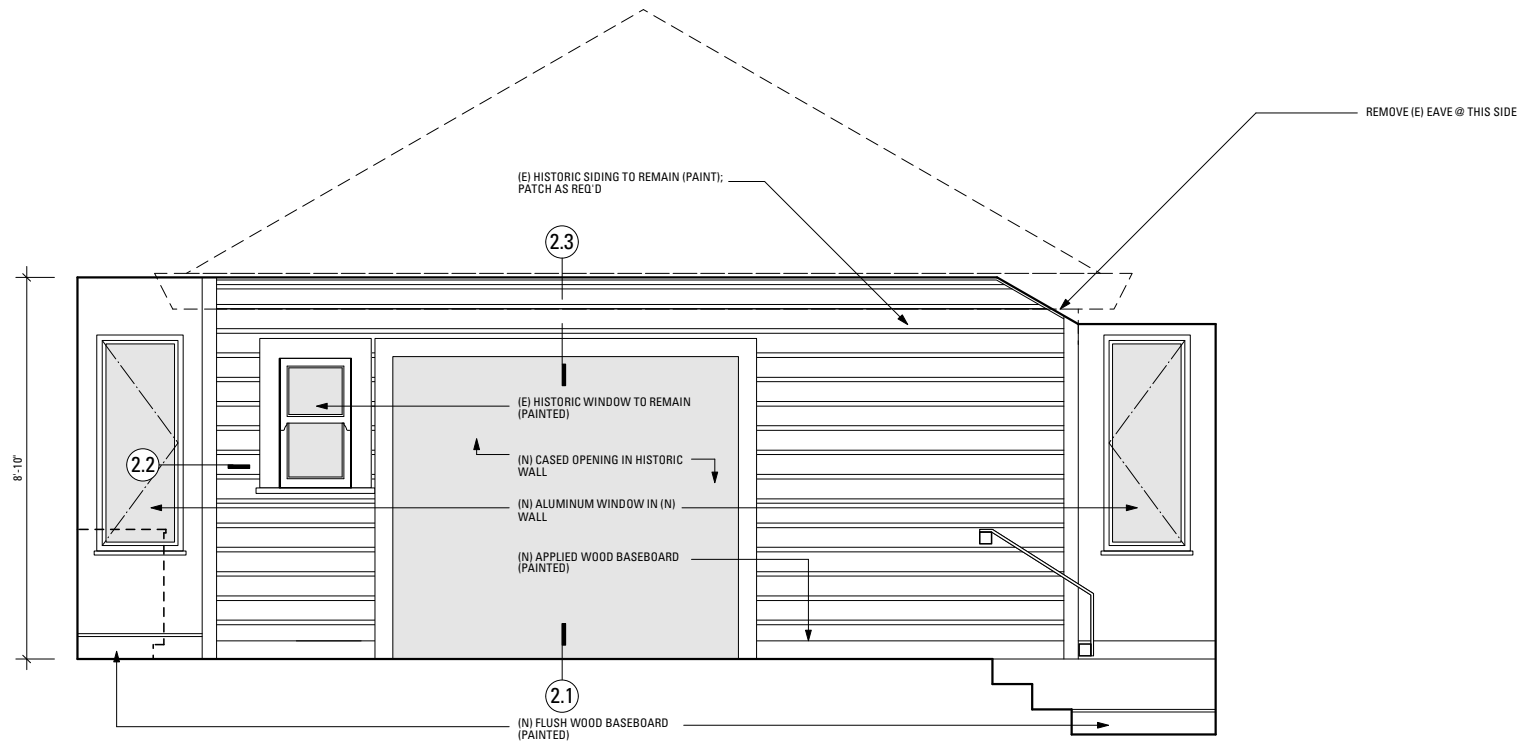 REMOVE (E) EAVE @ THIS SIDE
(E) HISTORIC SIDING TO REMAIN (PAINT);
PATCH AS REQ'D
2.3
8'-10"
(E) HISTORIC WINDOW TO REMAIN
(PAINTED)
2.2
(N) CASED OPENING IN HISTORIC
WALL
(N) ALUMINUM WINDOW IN (N)
WALL
(N) APPLIED WOOD BASEBOARD
(PAINTED)
2.1
(N) FLUSH WOOD BASEBOARD
(PAINTED)